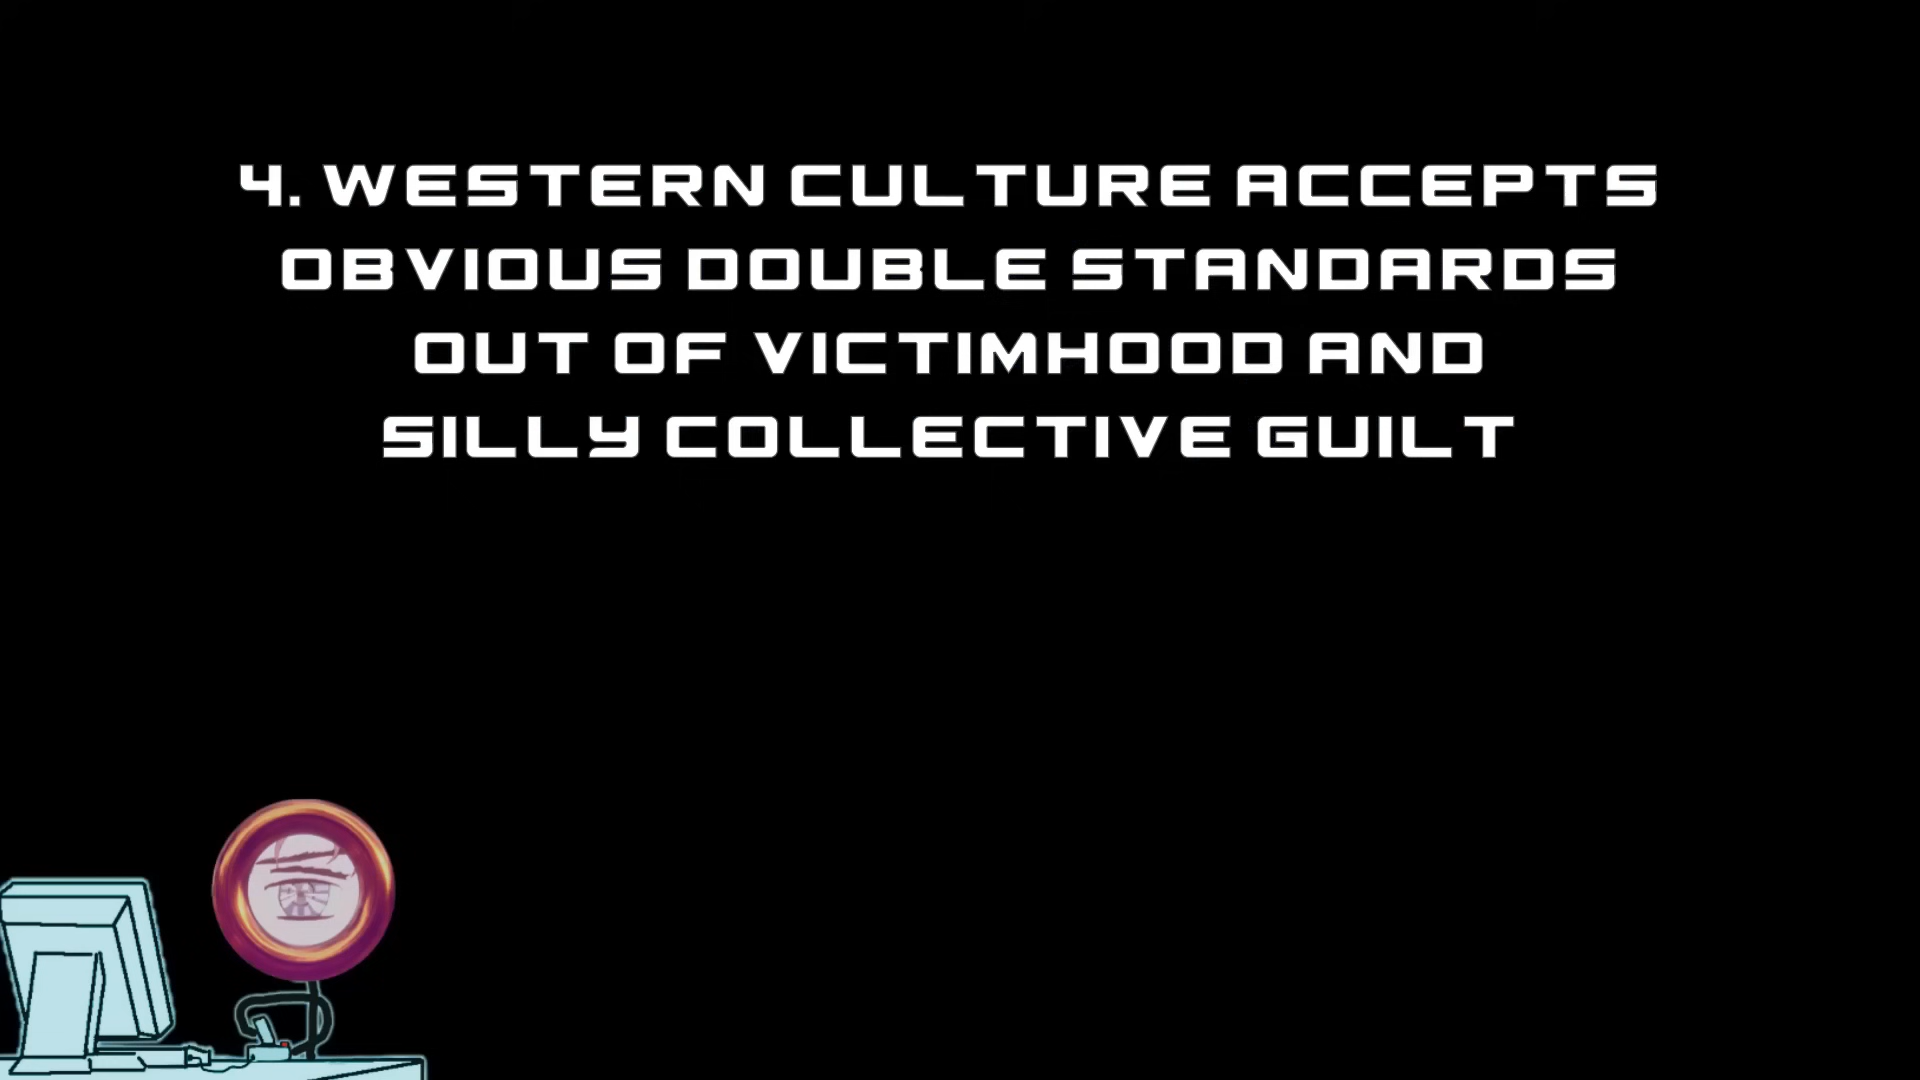 4. WESTERN CULTURE ACCEPTS
OBVIOUS DOUBLE STANDARDS
OUT OF VICTIMHOOD AND
SILLY COLLECTIVE GUILT